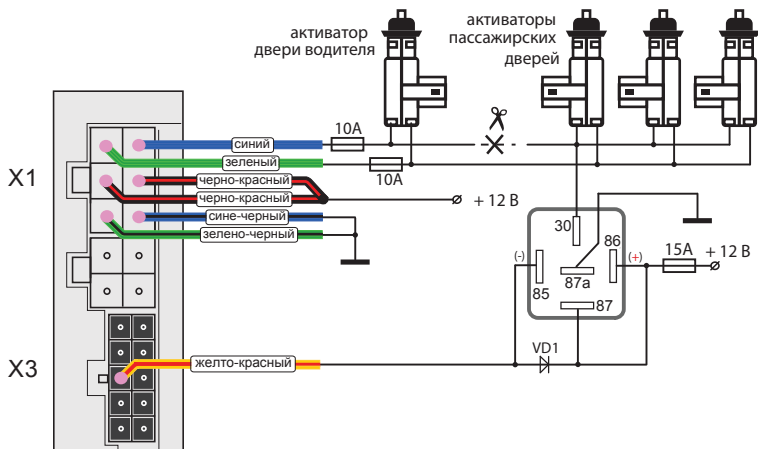 активатор
двери водителя
активаторы
пассажирских
дверей
X1
синий
10A
зеленый
10A
черно-красный
черно-красный
+ 12 В
сине-черный
зелено-черный
30
86
(-)
(+)
15A
+ 12 В
85
87a
87
X3
желто-красный
VD1